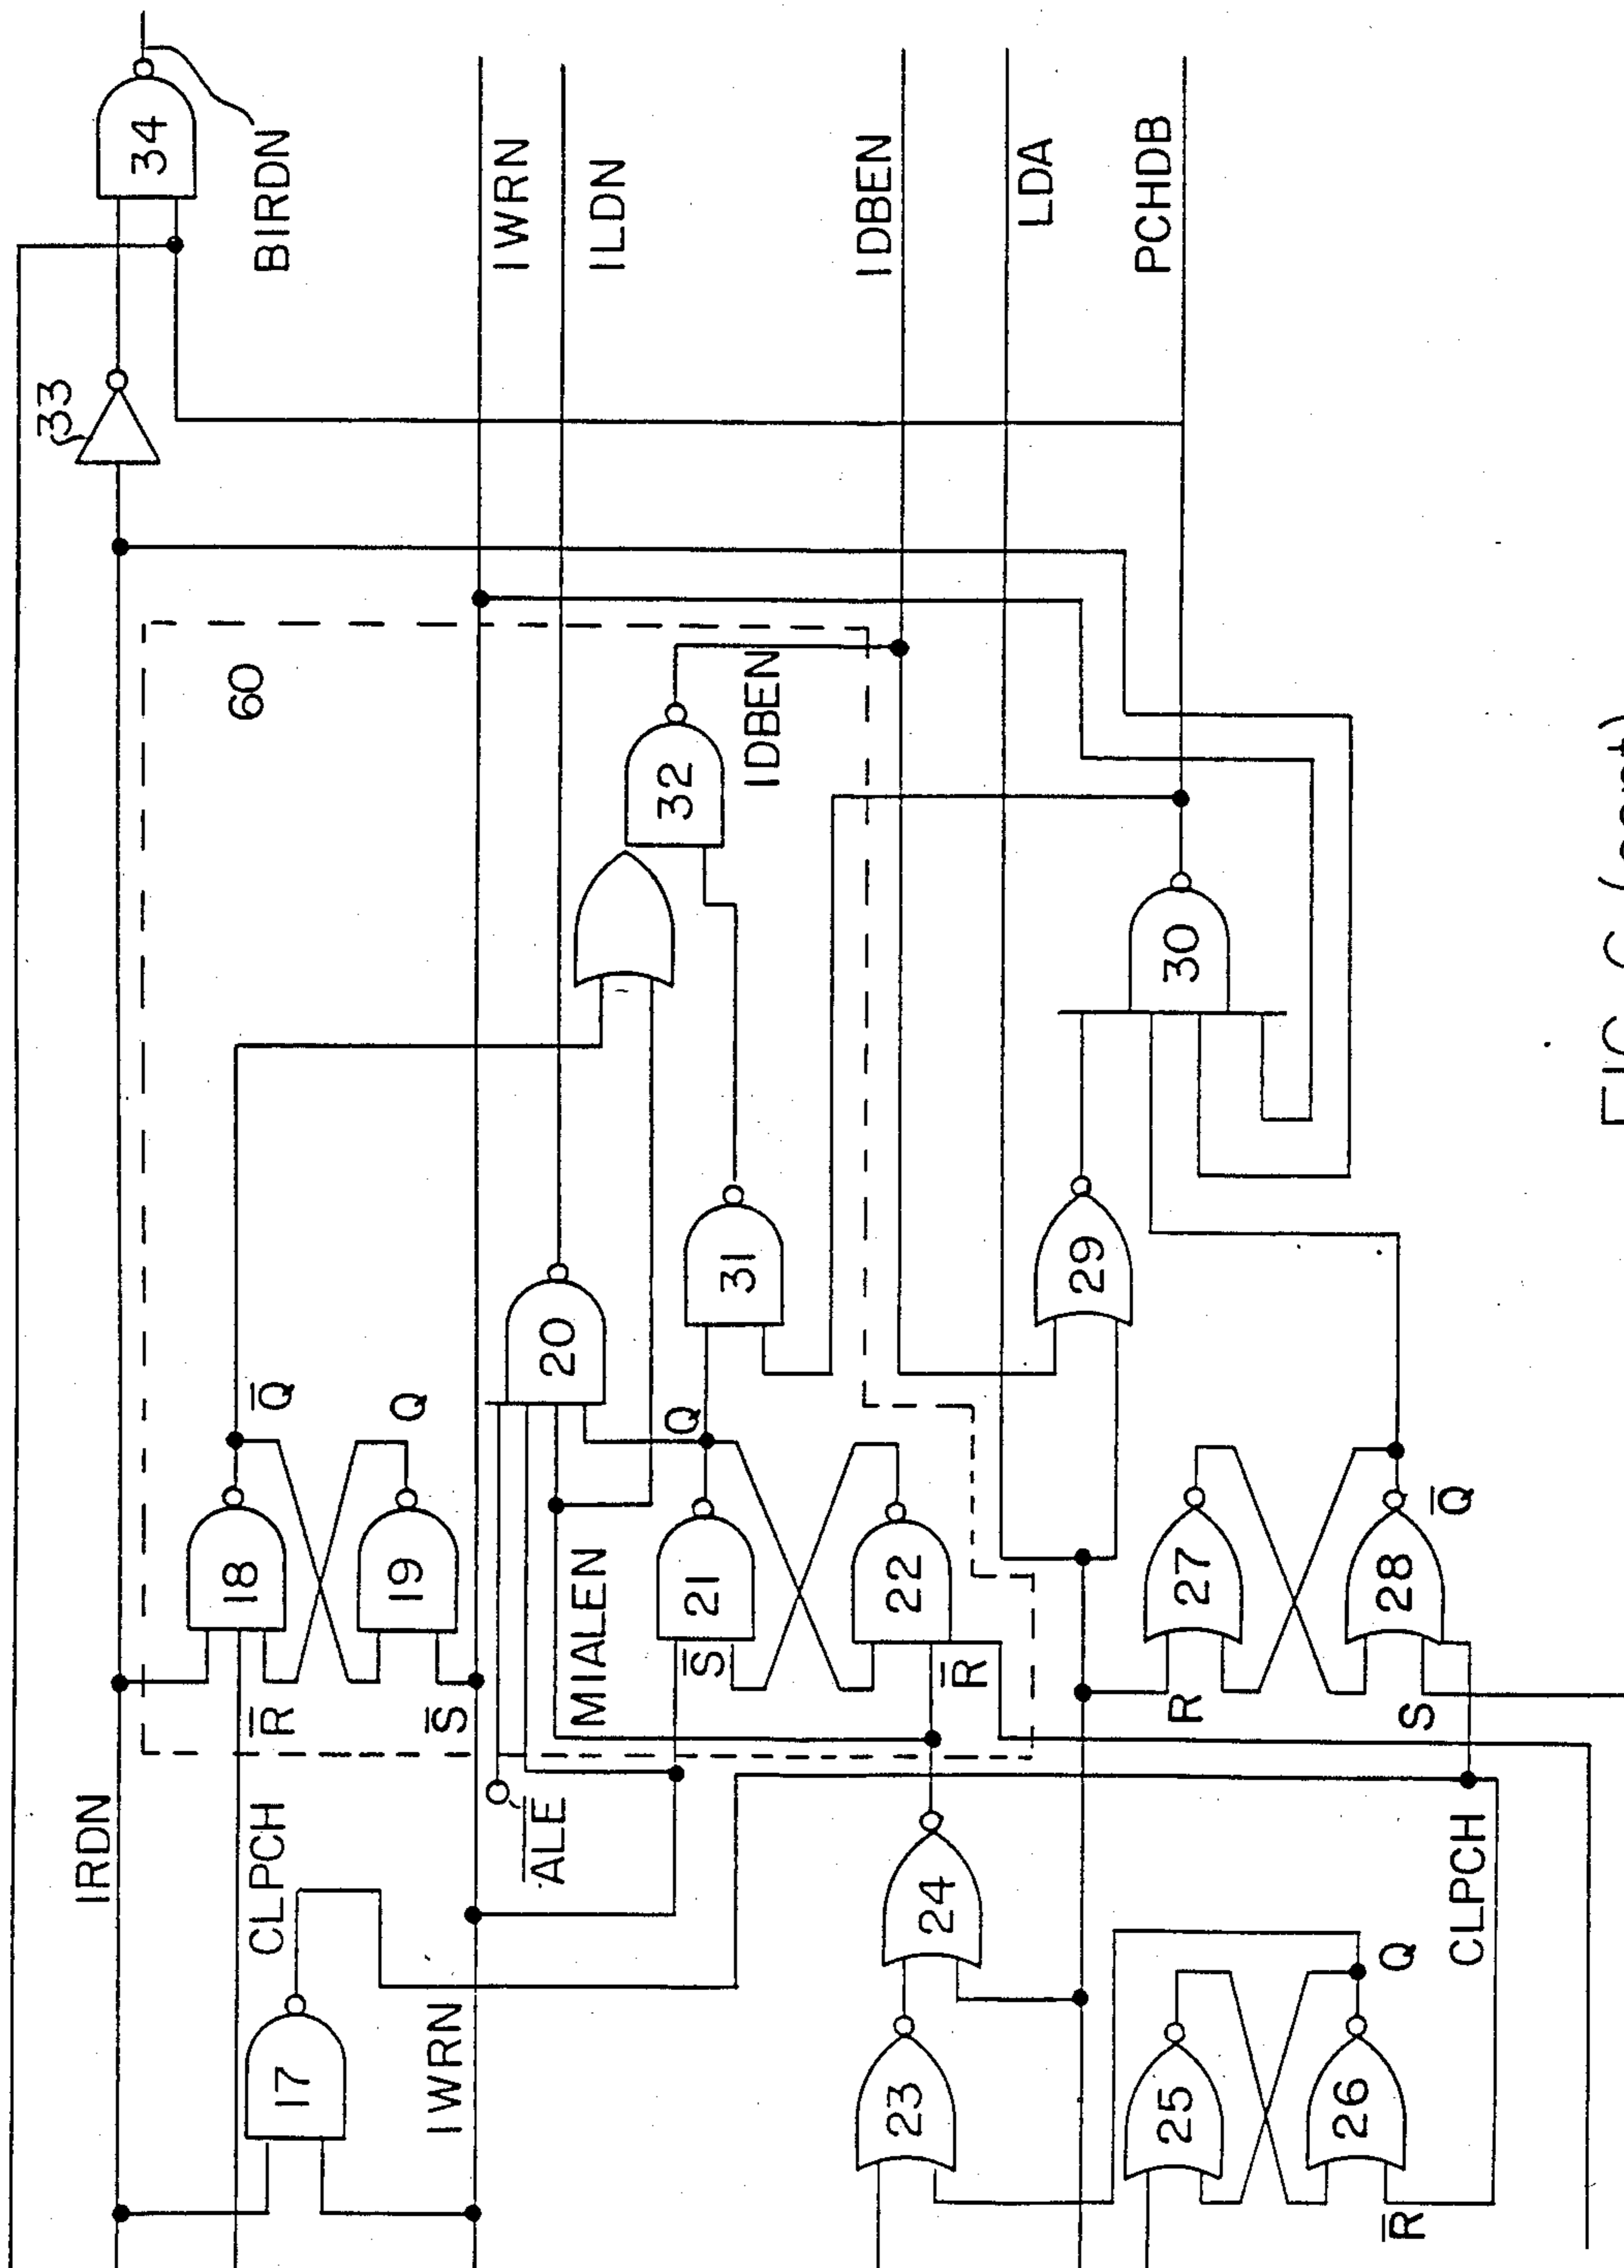 34
BIRDN
IWRN
ILDN
IDBEN
LDA
PCHDB
33
60
IDBEN
32
30
31
29
20
Q̅
Q
Q
18
19
MIALEN
21
22
27
28
Q̅
R̅
S̅
S̅
R̅
R
S
IRDN
CLPCH
A̅L̅E̅
24
CLPCH
17
IWRN
23
25
26
Q
R̅